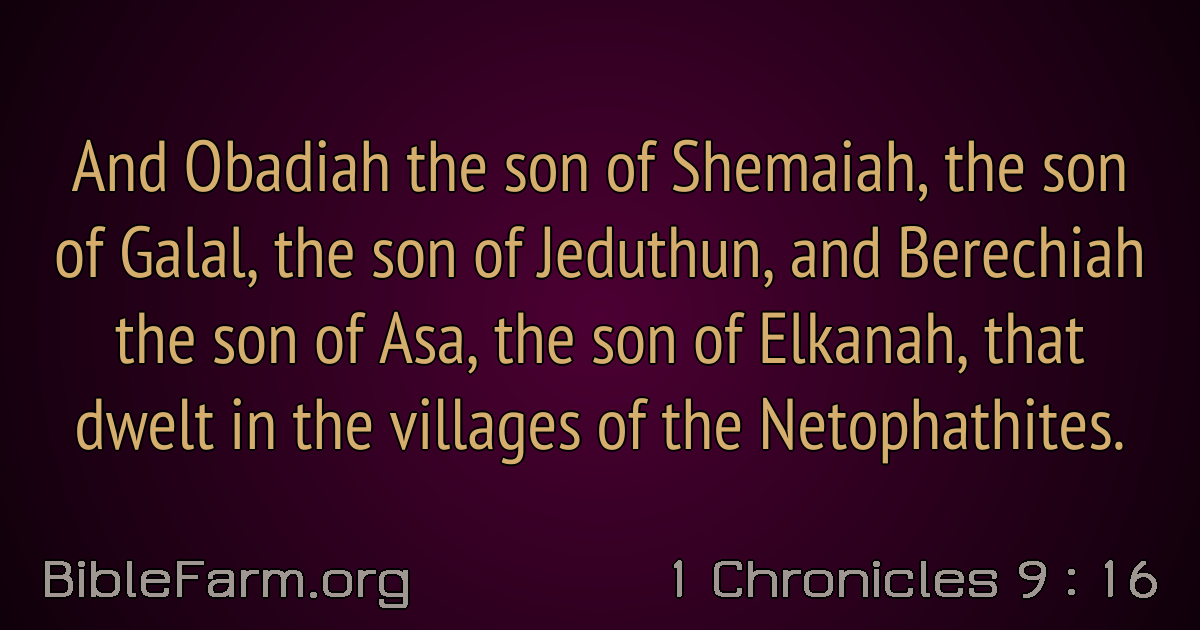 And Obadiah the son of Shemaiah, the son
of Galal, the son of Jeduthun, and Berechiah
the son of Asa, the son of Elkanah, that
dwelt in the villages of the Netophathites.
BibleFarm.org
1 Chronicles 9 : 16